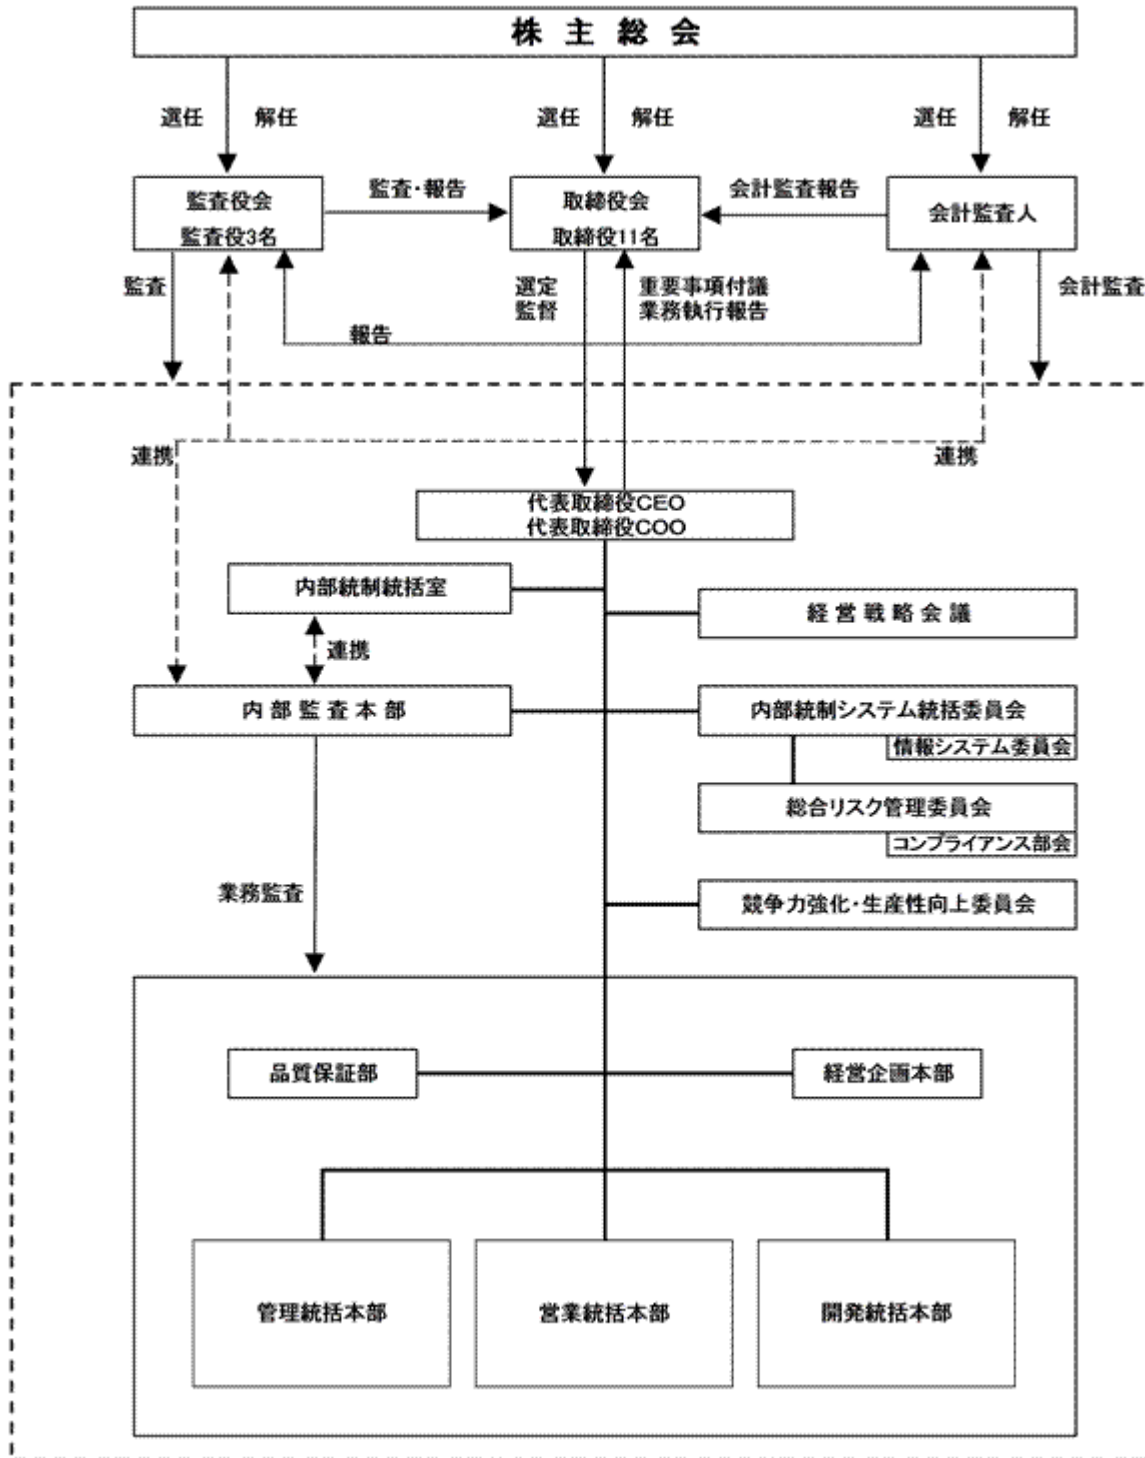 株主総会
選任
解任
選任
解任
選任
解任
監査役会
監査役3名
監査・報告
取締役会
取締役11名
会計監査報告
会計監査人
監査
選定
監督
重要事項付議
業務執行報告
会計監査
報告
連携
連携
代表取締役CEO
代表取締役COO
内部統制統括室
経営戦略会議
連携
内部監査本部
内部統制システム統括委員会
情報システム委員会
総合リスク管理委員会
コンプライアンス部会
業務監査
競争力強化・生産性向上委員会
品質保証部
経営企画本部
管理統括本部
営業統括本部
開発統括本部